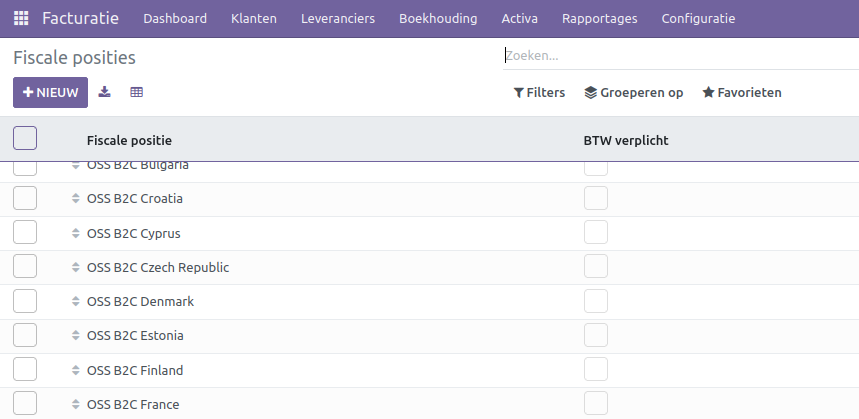 Facturatie Dashboard Klanten Leveranciers Boekhouding Activa Rapportages Configuratie
Fiscale posities Zoeken...
NIEUW Filters Groeperen op Favorieten
Fiscale positie BTW verplicht
OSS B2C Bulgaria
OSS B2C Croatia
OSS B2C Cyprus
OSS B2C Czech Republic
OSS B2C Denmark
OSS B2C Estonia
OSS B2C Finland
OSS B2C France